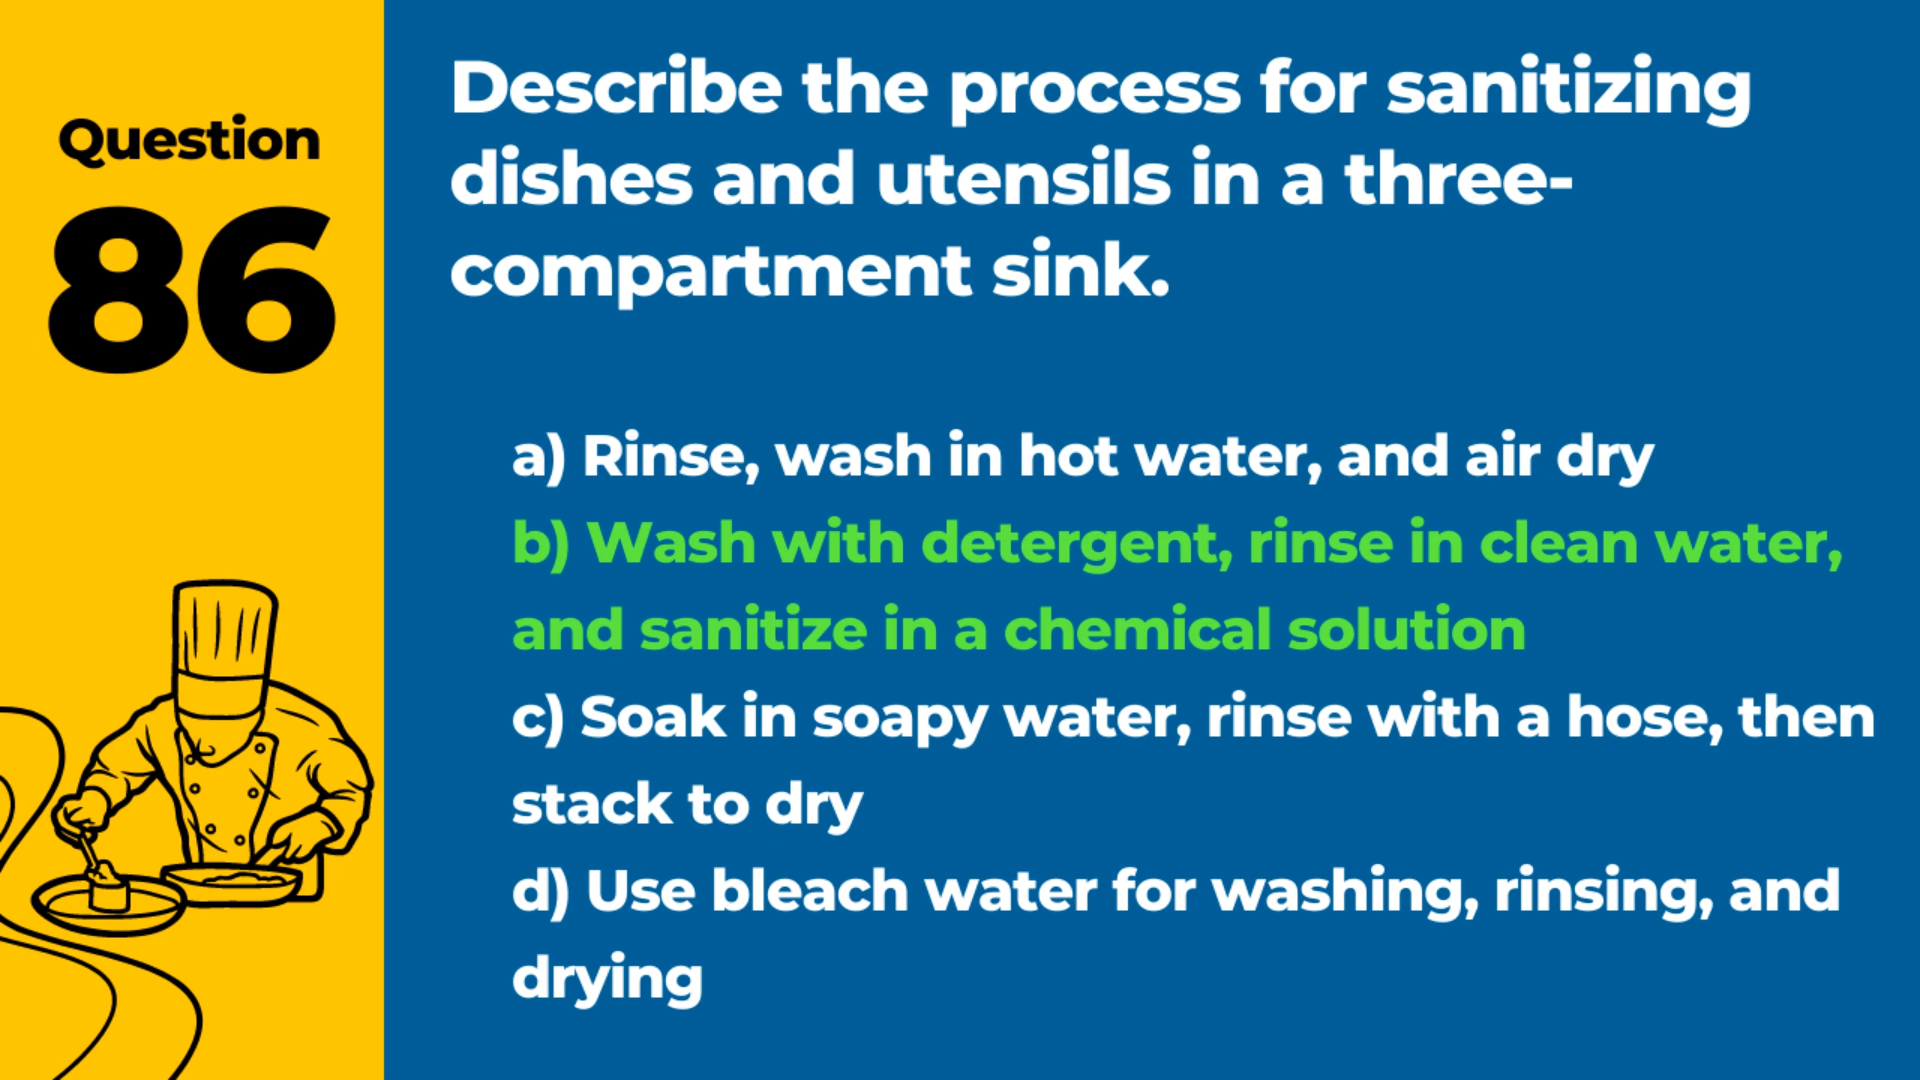 Question
86
Describe the process for sanitizing
dishes and utensils in a three-
compartment sink.
a) Rinse, wash in hot water, and air dry
b) Wash with detergent, rinse in clean water,
and sanitize in a chemical solution
c) Soak in soapy water, rinse with a hose, then
stack to dry
d) Use bleach water for washing, rinsing, and
drying